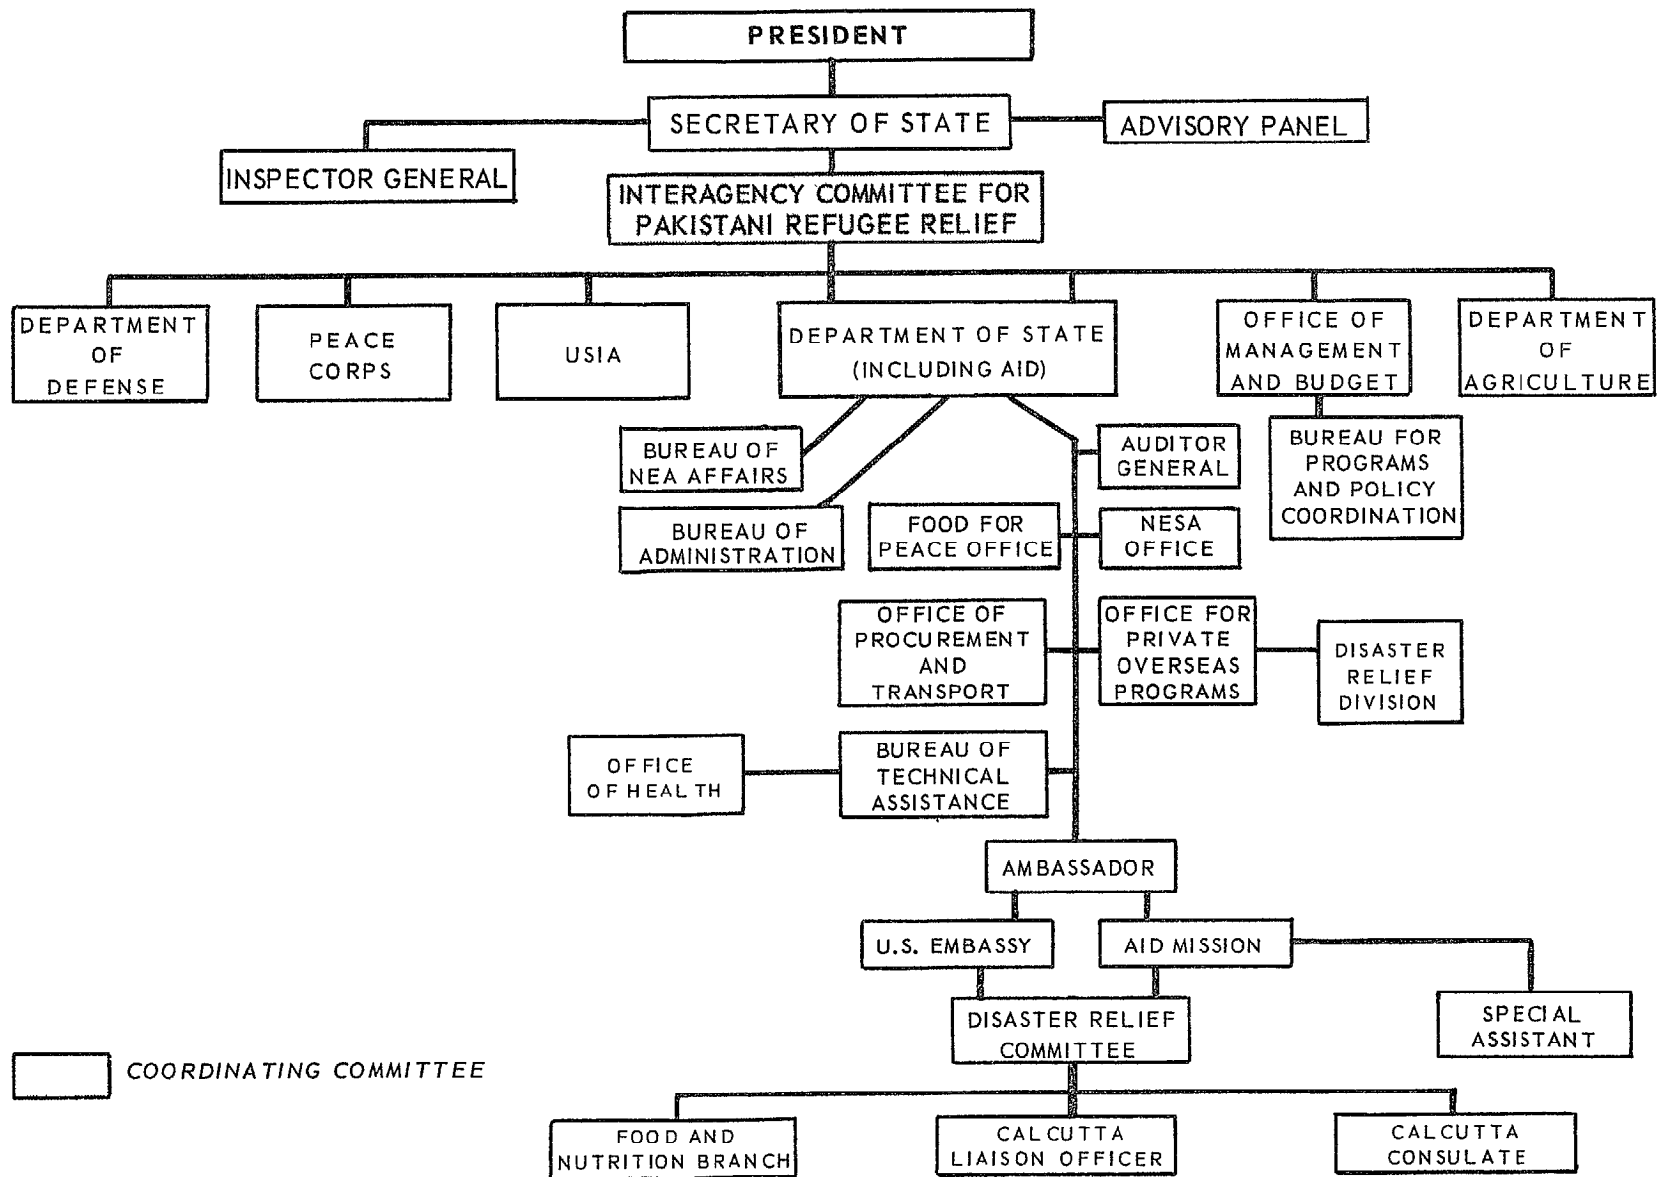 PRESIDENT
SECRETARY OF STATE
ADVISORY PANEL
INSPECTOR GENERAL
INTERAGENCY COMMITTEE FOR
PAKISTANI REFUGEE RELIEF
DEPARTMENT
OF
DEFENSE
PEACE
CORPS
USIA
DEPARTMENT OF STATE
(INCLUDING AID)
OFFICE OF
MANAGEMENT
AND BUDGET
DEPARTMENT
OF
AGRICULTURE
BUREAU OF
NEA AFFAIRS
AUDITOR
GENERAL
BUREAU FOR
PROGRAMS
AND POLICY
COORDINATION
BUREAU OF
ADMINISTRATION
FOOD FOR
PEACE OFFICE
NESA
OFFICE
OFFICE OF
PROCUREMENT
AND
TRANSPORT
OFFICE FOR
PRIVATE
OVERSEAS
PROGRAMS
DISASTER
RELIEF
DIVISION
OFFICE
OF HEALTH
BUREAU OF
TECHNICAL
ASSISTANCE
AMBASSADOR
U.S. EMBASSY
AID MISSION
DISASTER RELIEF
COMMITTEE
SPECIAL
ASSISTANT
COORDINATING COMMITTEE
FOOD AND
NUTRITION BRANCH
CALCUTTA
LIAISON OFFICER
CALCUTTA
CONSULATE